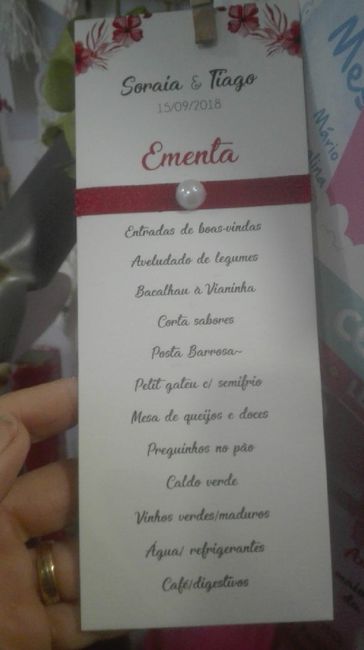 Soraia & Tiago
15/09/2018
Ementa
Entradas de boas-vindas
Aveludado de legumes
Bacalhau à Vianinha
Corta sabores
Posta Barrosa~
Petit gateu c/ semifrio
Mesa de queijos e doces
Preguinhos no pão
Caldo verde
Vinhos verdes/maduros
Água/ refrigerantes
Café/digestivos
Mário